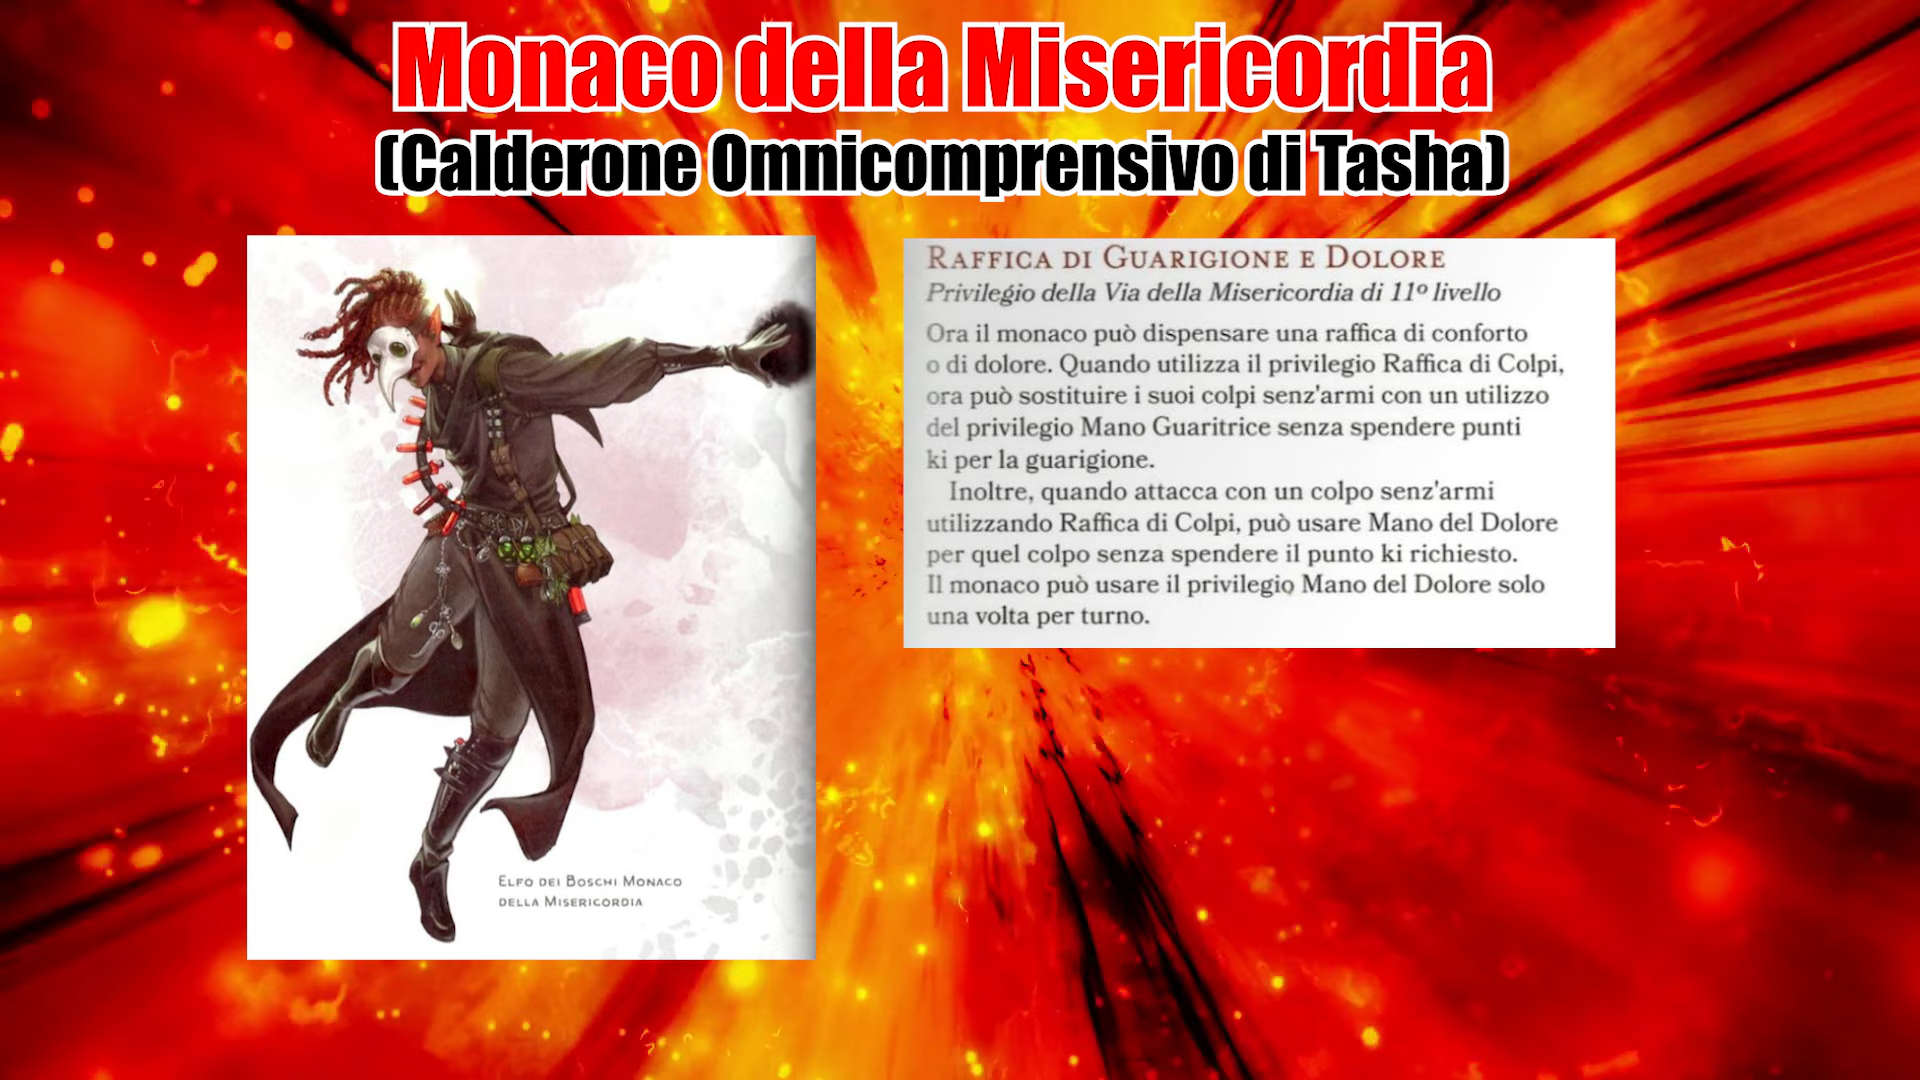 Monaco della Misericordia
(Calderone Omnicomprensivo di Tasha)
RAFFICA DI GUARIGIONE E DOLORE
Privilegio della Via della Misericordia di 11º livello
Ora il monaco può dispensare una raffica di conforto
o di dolore. Quando utilizza il privilegio Raffica di Colpi,
ora può sostituire i suoi colpi senz'armi con un utilizzo
del privilegio Mano Guaritrice senza spendere punti
ki per la guarigione.
Inoltre, quando attacca con un colpo senz'armi
utilizzando Raffica di Colpi, può usare Mano del Dolore
per quel colpo senza spendere il punto ki richiesto.
Il monaco può usare il privilegio Mano del Dolore solo
una volta per turno.
ELFO DEI BOSCHI MONACO
DELLA MISERICORDIA